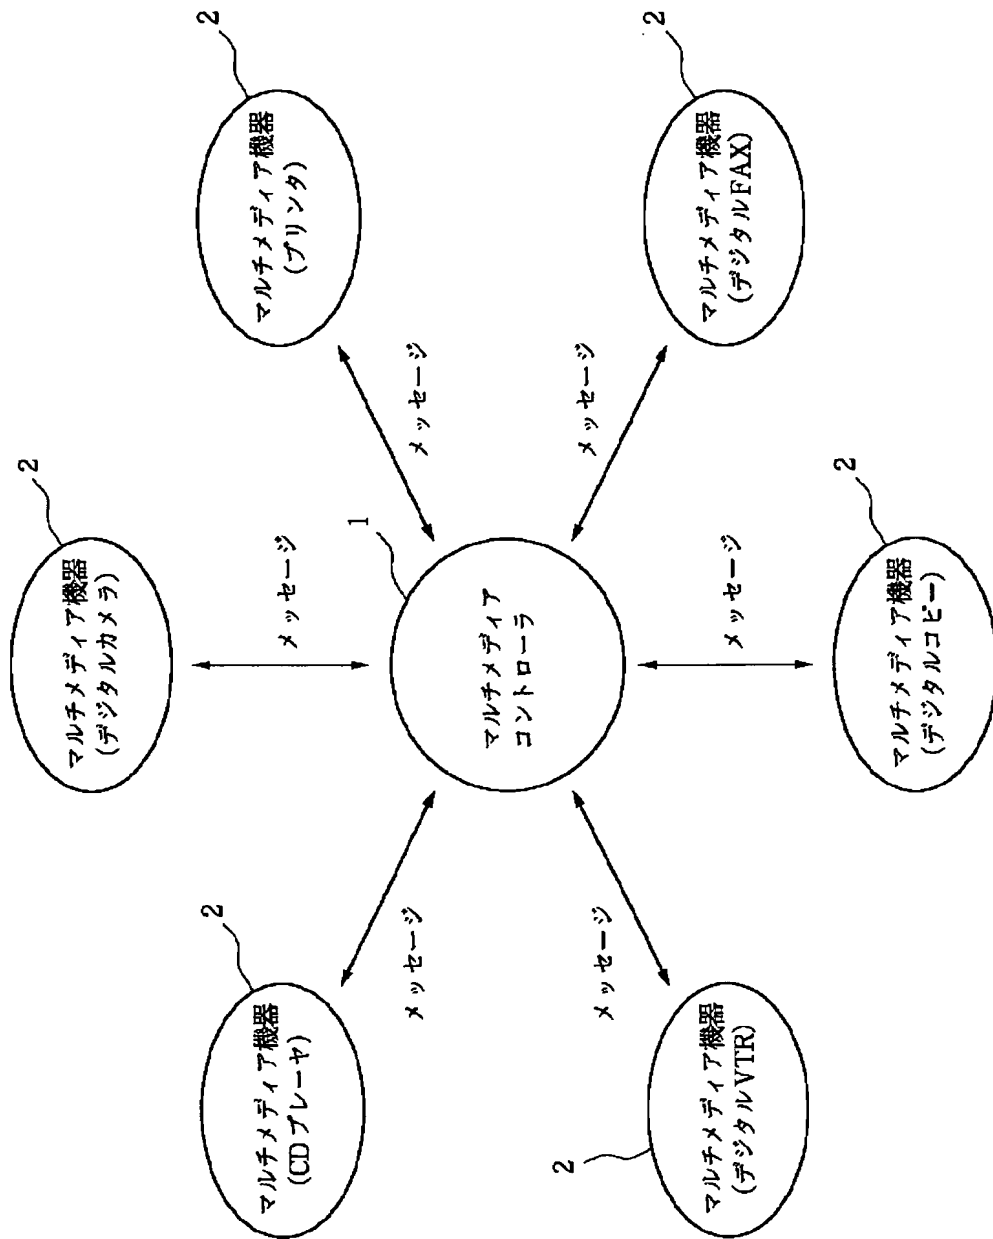 2
マルチメディア機器
(CDプレーヤ)
メッセージ
2
マルチメディア機器
(デジタルカメラ)
メッセージ
2
マルチメディア機器
(プリンタ)
メッセージ
1
マルチメディア
コントローラ
2
マルチメディア機器
(デジタルVTR)
メッセージ
2
マルチメディア機器
(デジタルコピー)
メッセージ
2
マルチメディア機器
(デジタルFAX)
メッセージ